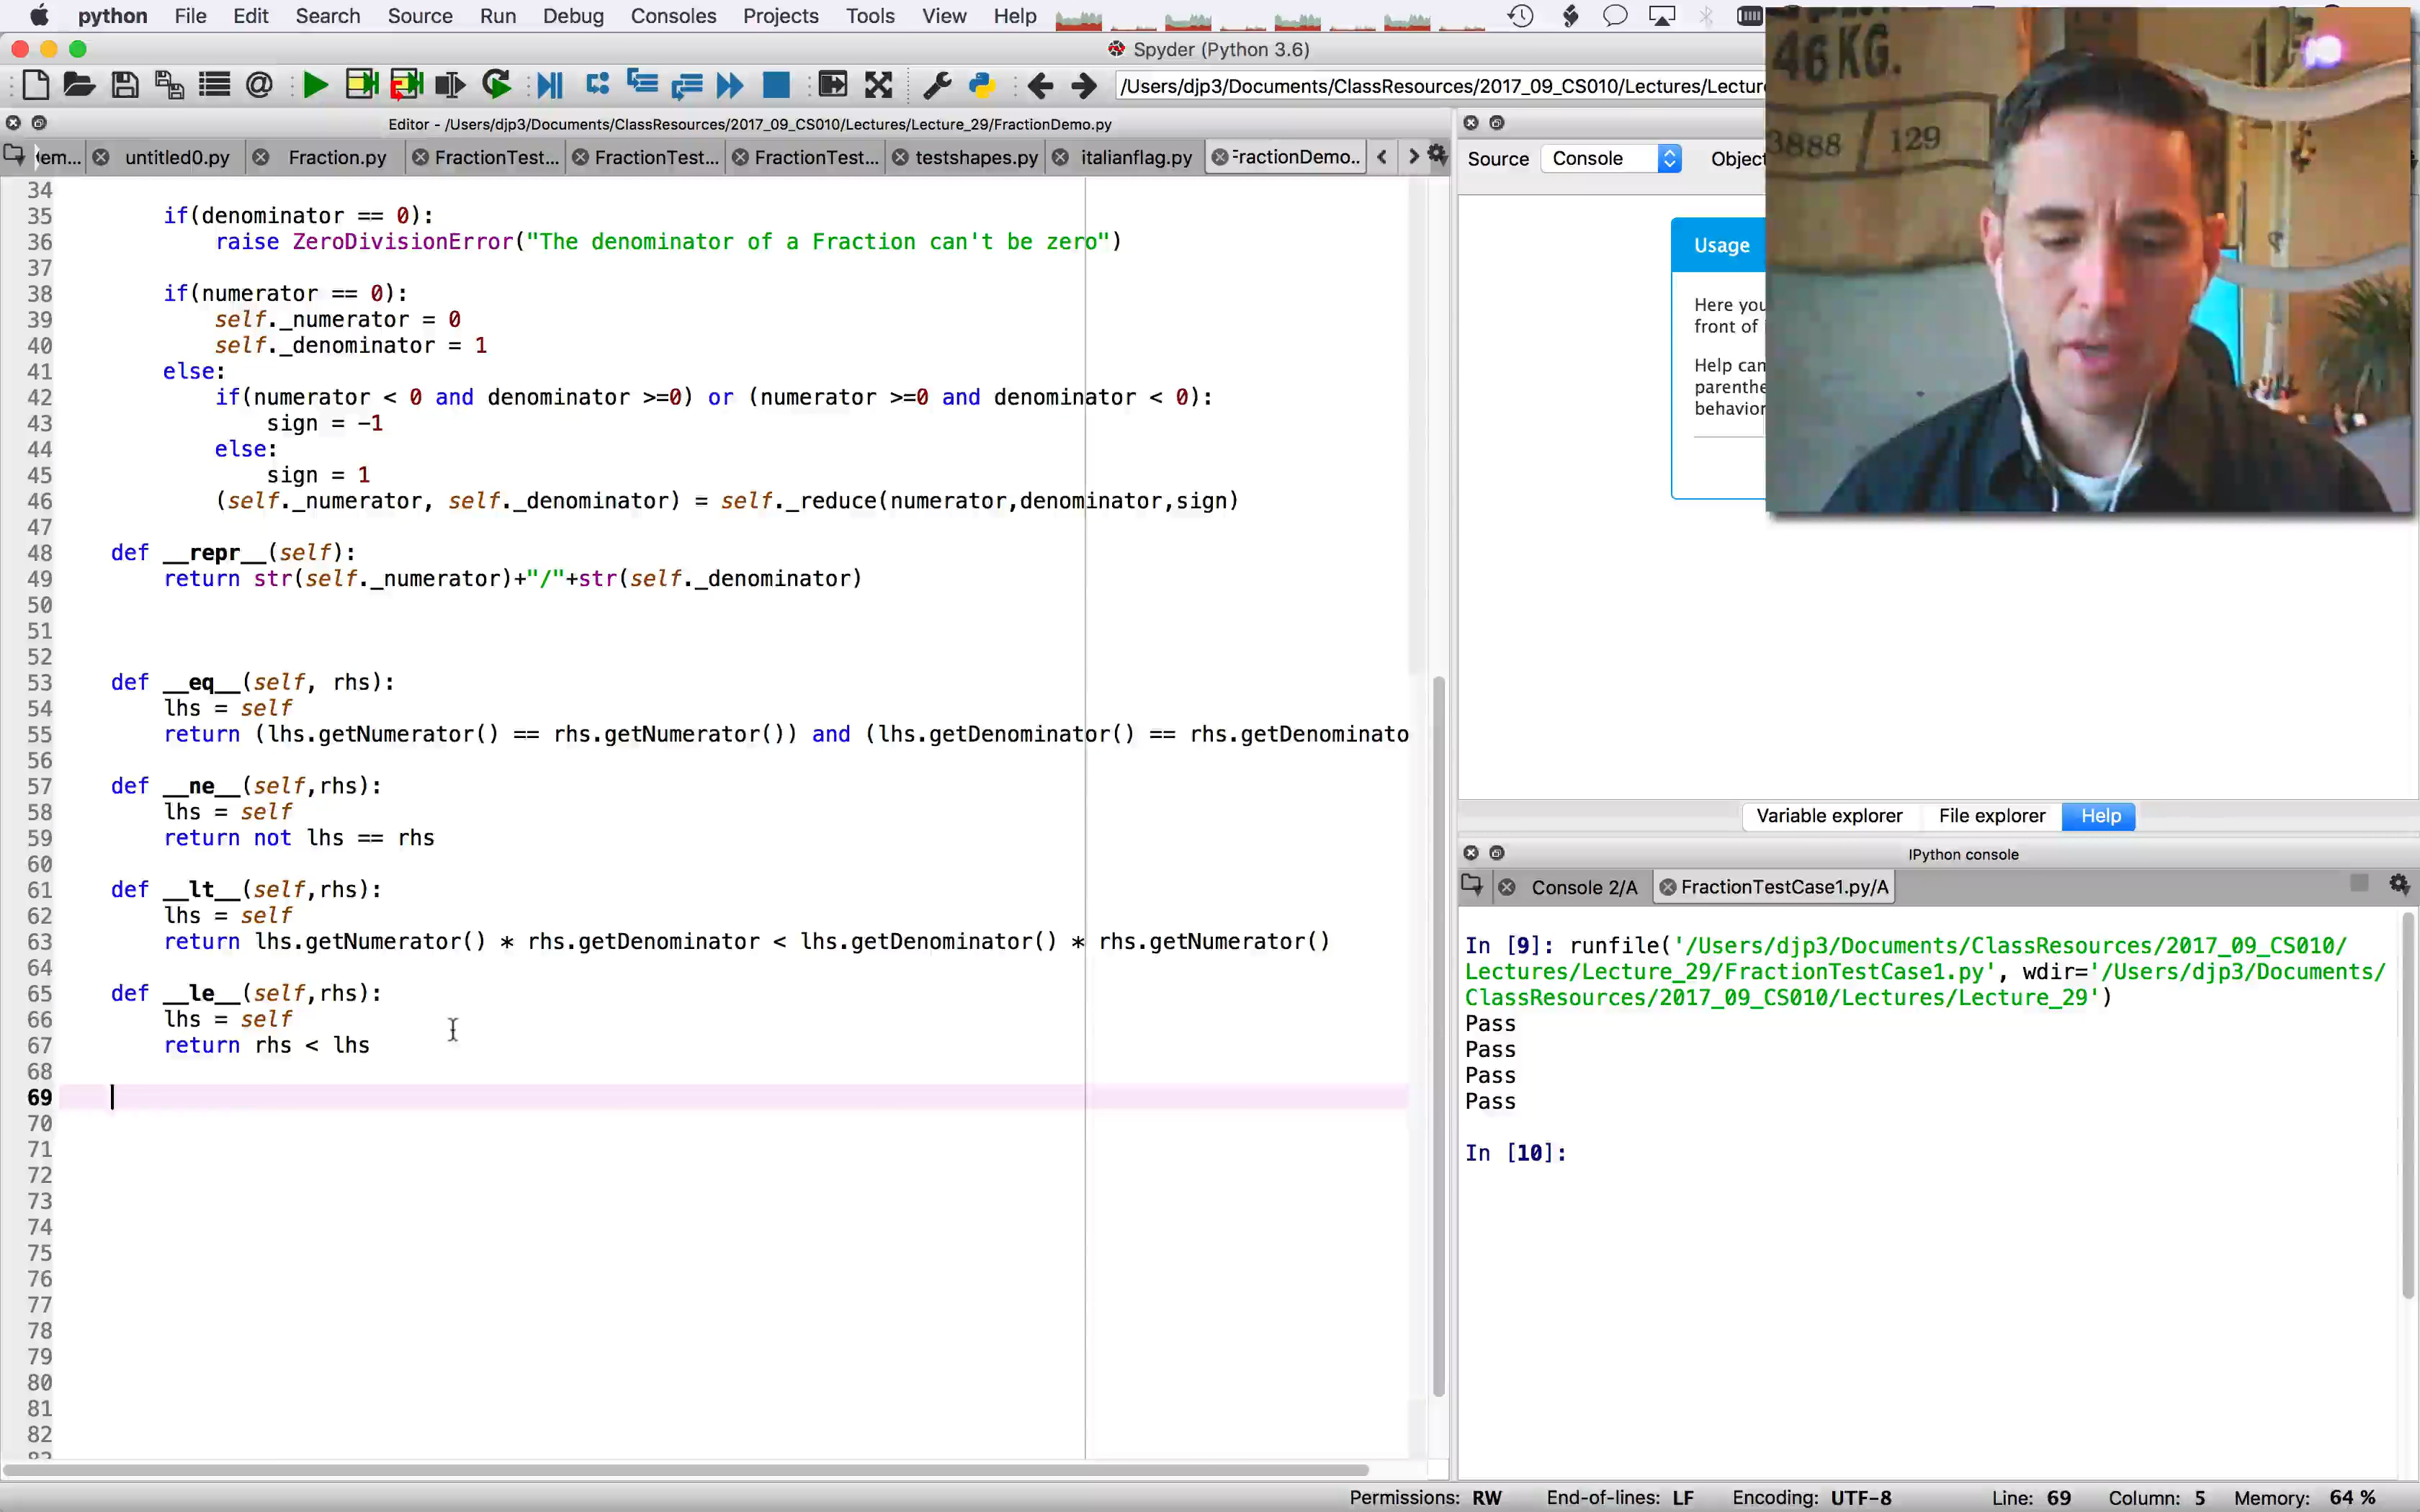 python File Edit Search Source Run Debug Consoles Projects Tools View Help
Spyder (Python 3.6)
/Users/djp3/Documents/ClassResources/2017_09_CS010/Lectures/Lecture
Editor - /Users/djp3/Documents/ClassResources/2017_09_CS010/Lectures/Lecture_29/FractionDemo.py
em... untitled0.py Fraction.py FractionTest... FractionTest... FractionTest... testshapes.py italianflag.py FractionDemo..
34
35 if(denominator == 0):
36 raise ZeroDivisionError("The denominator of a Fraction can't be zero")
37
38 if(numerator == 0):
39 self._numerator = 0
40 self._denominator = 1
41 else:
42 if(numerator < 0 and denominator >=0) or (numerator >=0 and denominator < 0):
43 sign = -1
44 else:
45 sign = 1
46 (self._numerator, self._denominator) = self._reduce(numerator,denominator,sign)
47
48 def __repr__(self):
49 return str(self._numerator)+"/"+str(self._denominator)
50
51
52
53 def __eq__(self, rhs):
54 lhs = self
55 return (lhs.getNumerator() == rhs.getNumerator()) and (lhs.getDenominator() == rhs.getDenominato
56
57 def __ne__(self,rhs):
58 lhs = self
59 return not lhs == rhs
60
61 def __lt__(self,rhs):
62 lhs = self
63 return lhs.getNumerator() * rhs.getDenominator < lhs.getDenominator() * rhs.getNumerator()
64
65 def __le__(self,rhs):
66 lhs = self
67 return rhs < lhs
68
69
70
71
72
73
74
75
76
77
78
79
80
81
82
Source Console Object
Usage
Here you
front of
Help can
parenthe
behavior
46 KG.
3888 / 129
Variable explorer File explorer Help
IPython console
Console 2/A FractionTestCase1.py/A
In [9]: runfile('/Users/djp3/Documents/ClassResources/2017_09_CS010/
Lectures/Lecture_29/FractionTestCase1.py', wdir='/Users/djp3/Documents/
ClassResources/2017_09_CS010/Lectures/Lecture_29')
Pass
Pass
Pass
Pass
In [10]:
Permissions: RW End-of-lines: LF Encoding: UTF-8 Line: 69 Column: 5 Memory: 64 %